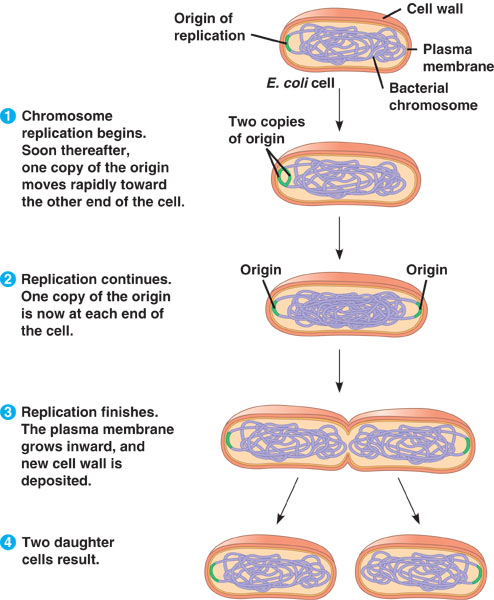 Origin of
replication
Cell wall
Plasma
membrane
E. coli cell
Bacterial
chromosome
1 Chromosome
replication begins.
Soon thereafter,
one copy of the origin
moves rapidly toward
the other end of the cell.
Two copies
of origin
2 Replication continues.
One copy of the origin
is now at each end of
the cell.
Origin
Origin
3 Replication finishes.
The plasma membrane
grows inward, and
new cell wall is
deposited.
4 Two daughter
cells result.